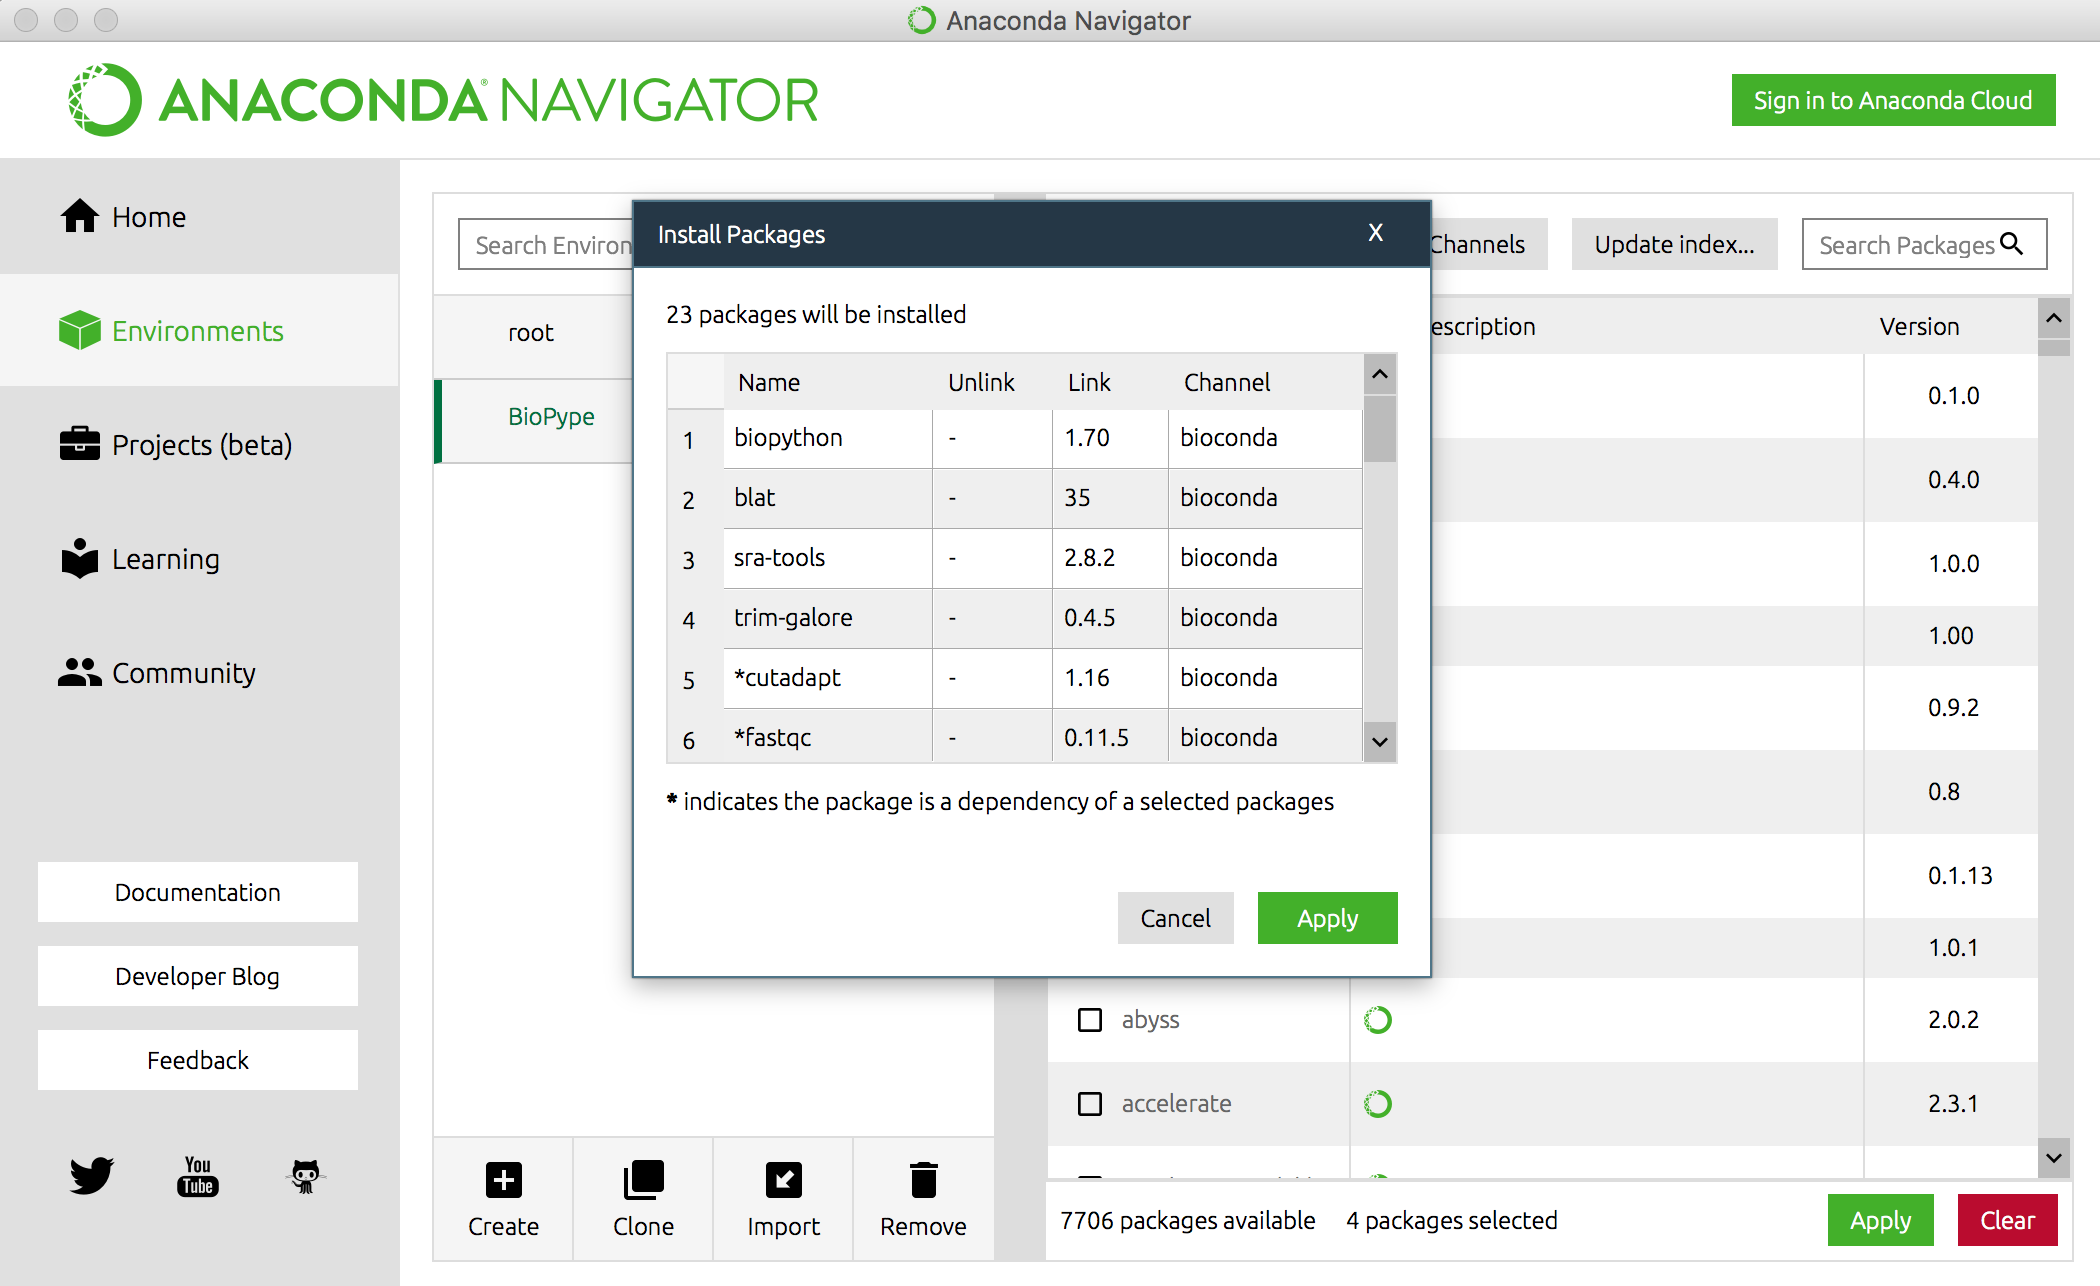 Anaconda Navigator
ANACONDA® NAVIGATOR
Sign in to Anaconda Cloud
Home
Environments
Projects (beta)
Learning
Community
Documentation
Developer Blog
Feedback
You
Tube
Search Environ
root
BioPype
Create
Clone
Import
Remove
Install Packages
X
23 packages will be installed
Name Unlink Link Channel
1 biopython - 1.70 bioconda
2 blat - 35 bioconda
3 sra-tools - 2.8.2 bioconda
4 trim-galore - 0.4.5 bioconda
5 *cutadapt - 1.16 bioconda
6 *fastqc - 0.11.5 bioconda
* indicates the package is a dependency of a selected packages
Cancel
Apply
Channels
Update index...
Search Packages
escription
Version
0.1.0
0.4.0
1.0.0
1.00
0.9.2
0.8
0.1.13
1.0.1
abyss 2.0.2
accelerate 2.3.1
7706 packages available 4 packages selected
Apply
Clear